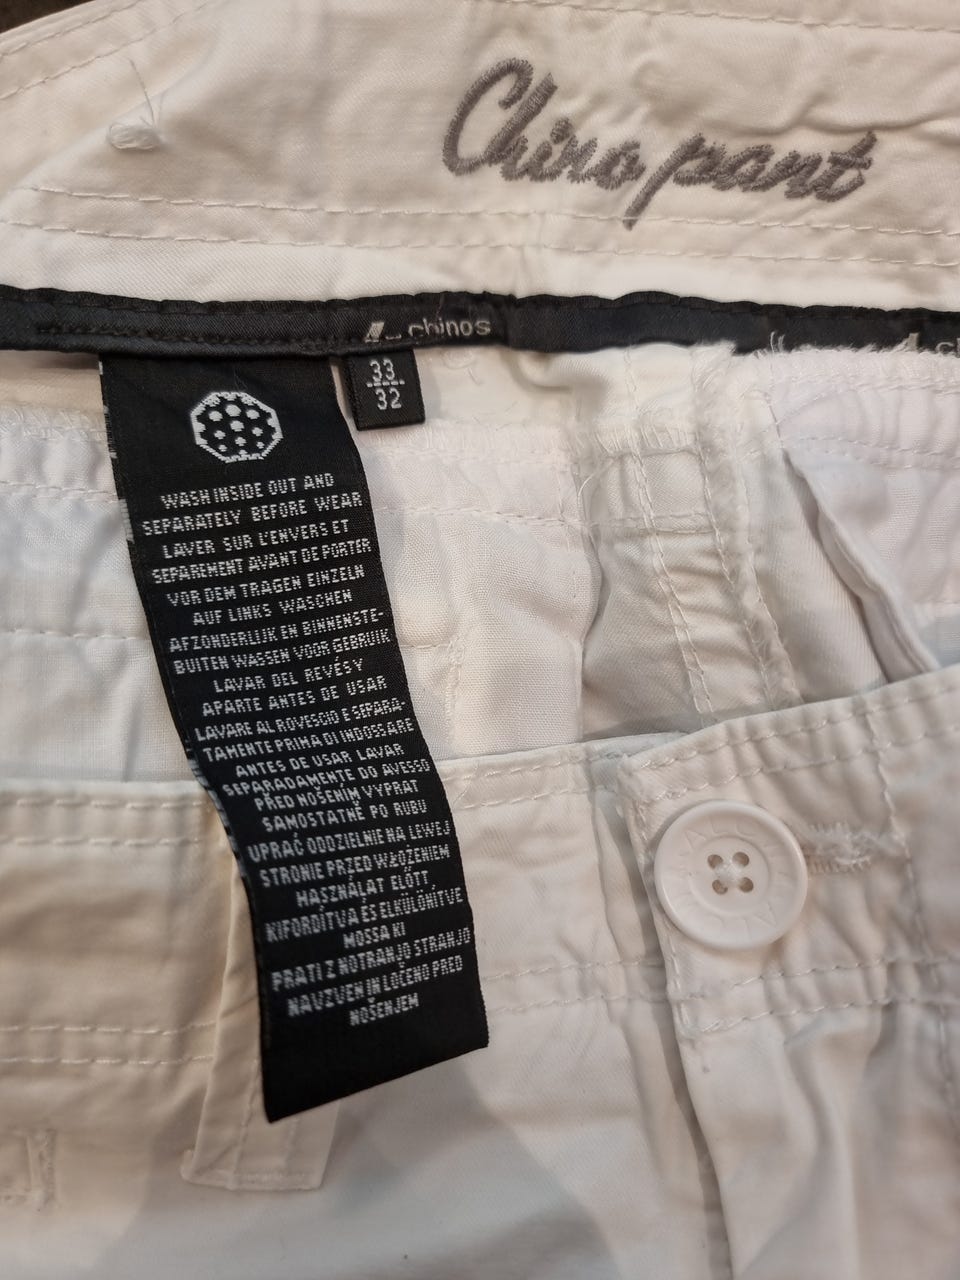 Chino pant
chinos
33
32
WASH INSIDE OUT AND
SEPARATELY BEFORE WEAR
LAVER SUR L'ENVERS ET
SEPAREMENT AVANT DE PORTER
VOR DEM TRAGEN EINZELN
AUF LINKS WASCHEN
AFZONDERLIJK EN BINNENSTE-
BUITEN WASSEN VOOR GEBRUIK
LAVAR DEL REVÉS Y
APARTE ANTES DE USAR
LAVARE AL ROVESCIO E SEPARA-
TAMENTE PRIMA DI INDOSSARE
ANTES DE USAR LAVAR
SEPARADAMENTE DO AVESSO
PŘED NOŠENÍM VYPRAT
SAMOSTATNĚ PO RUBU
UPRAĆ ODDZIELNIE NA LEWEJ
STRONIE PRZED WŁOŻENIEM
HASZNÁLAT ELŐTT
KIFORDÍTVA ÉS ELKÜLÖNÍTVE
MOSSA KI
PRATI Z NOTRANJO STRANJO
NAVZVEN IN LOČENO PRED
NOŠENJEM